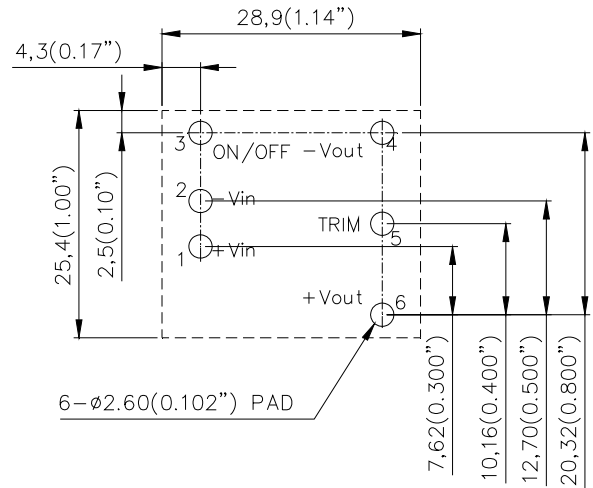 28,9(1.14”)
4,3(0.17”)
3 ON/OFF -Vout 4
2 -Vin
TRIM 5
1 +Vin
+Vout 6
25,4(1.00”)
2,5(0.10”)
6-ø2.60(0.102”) PAD
7,62(0.300”)
10,16(0.400”)
12,70(0.500”)
20,32(0.800”)